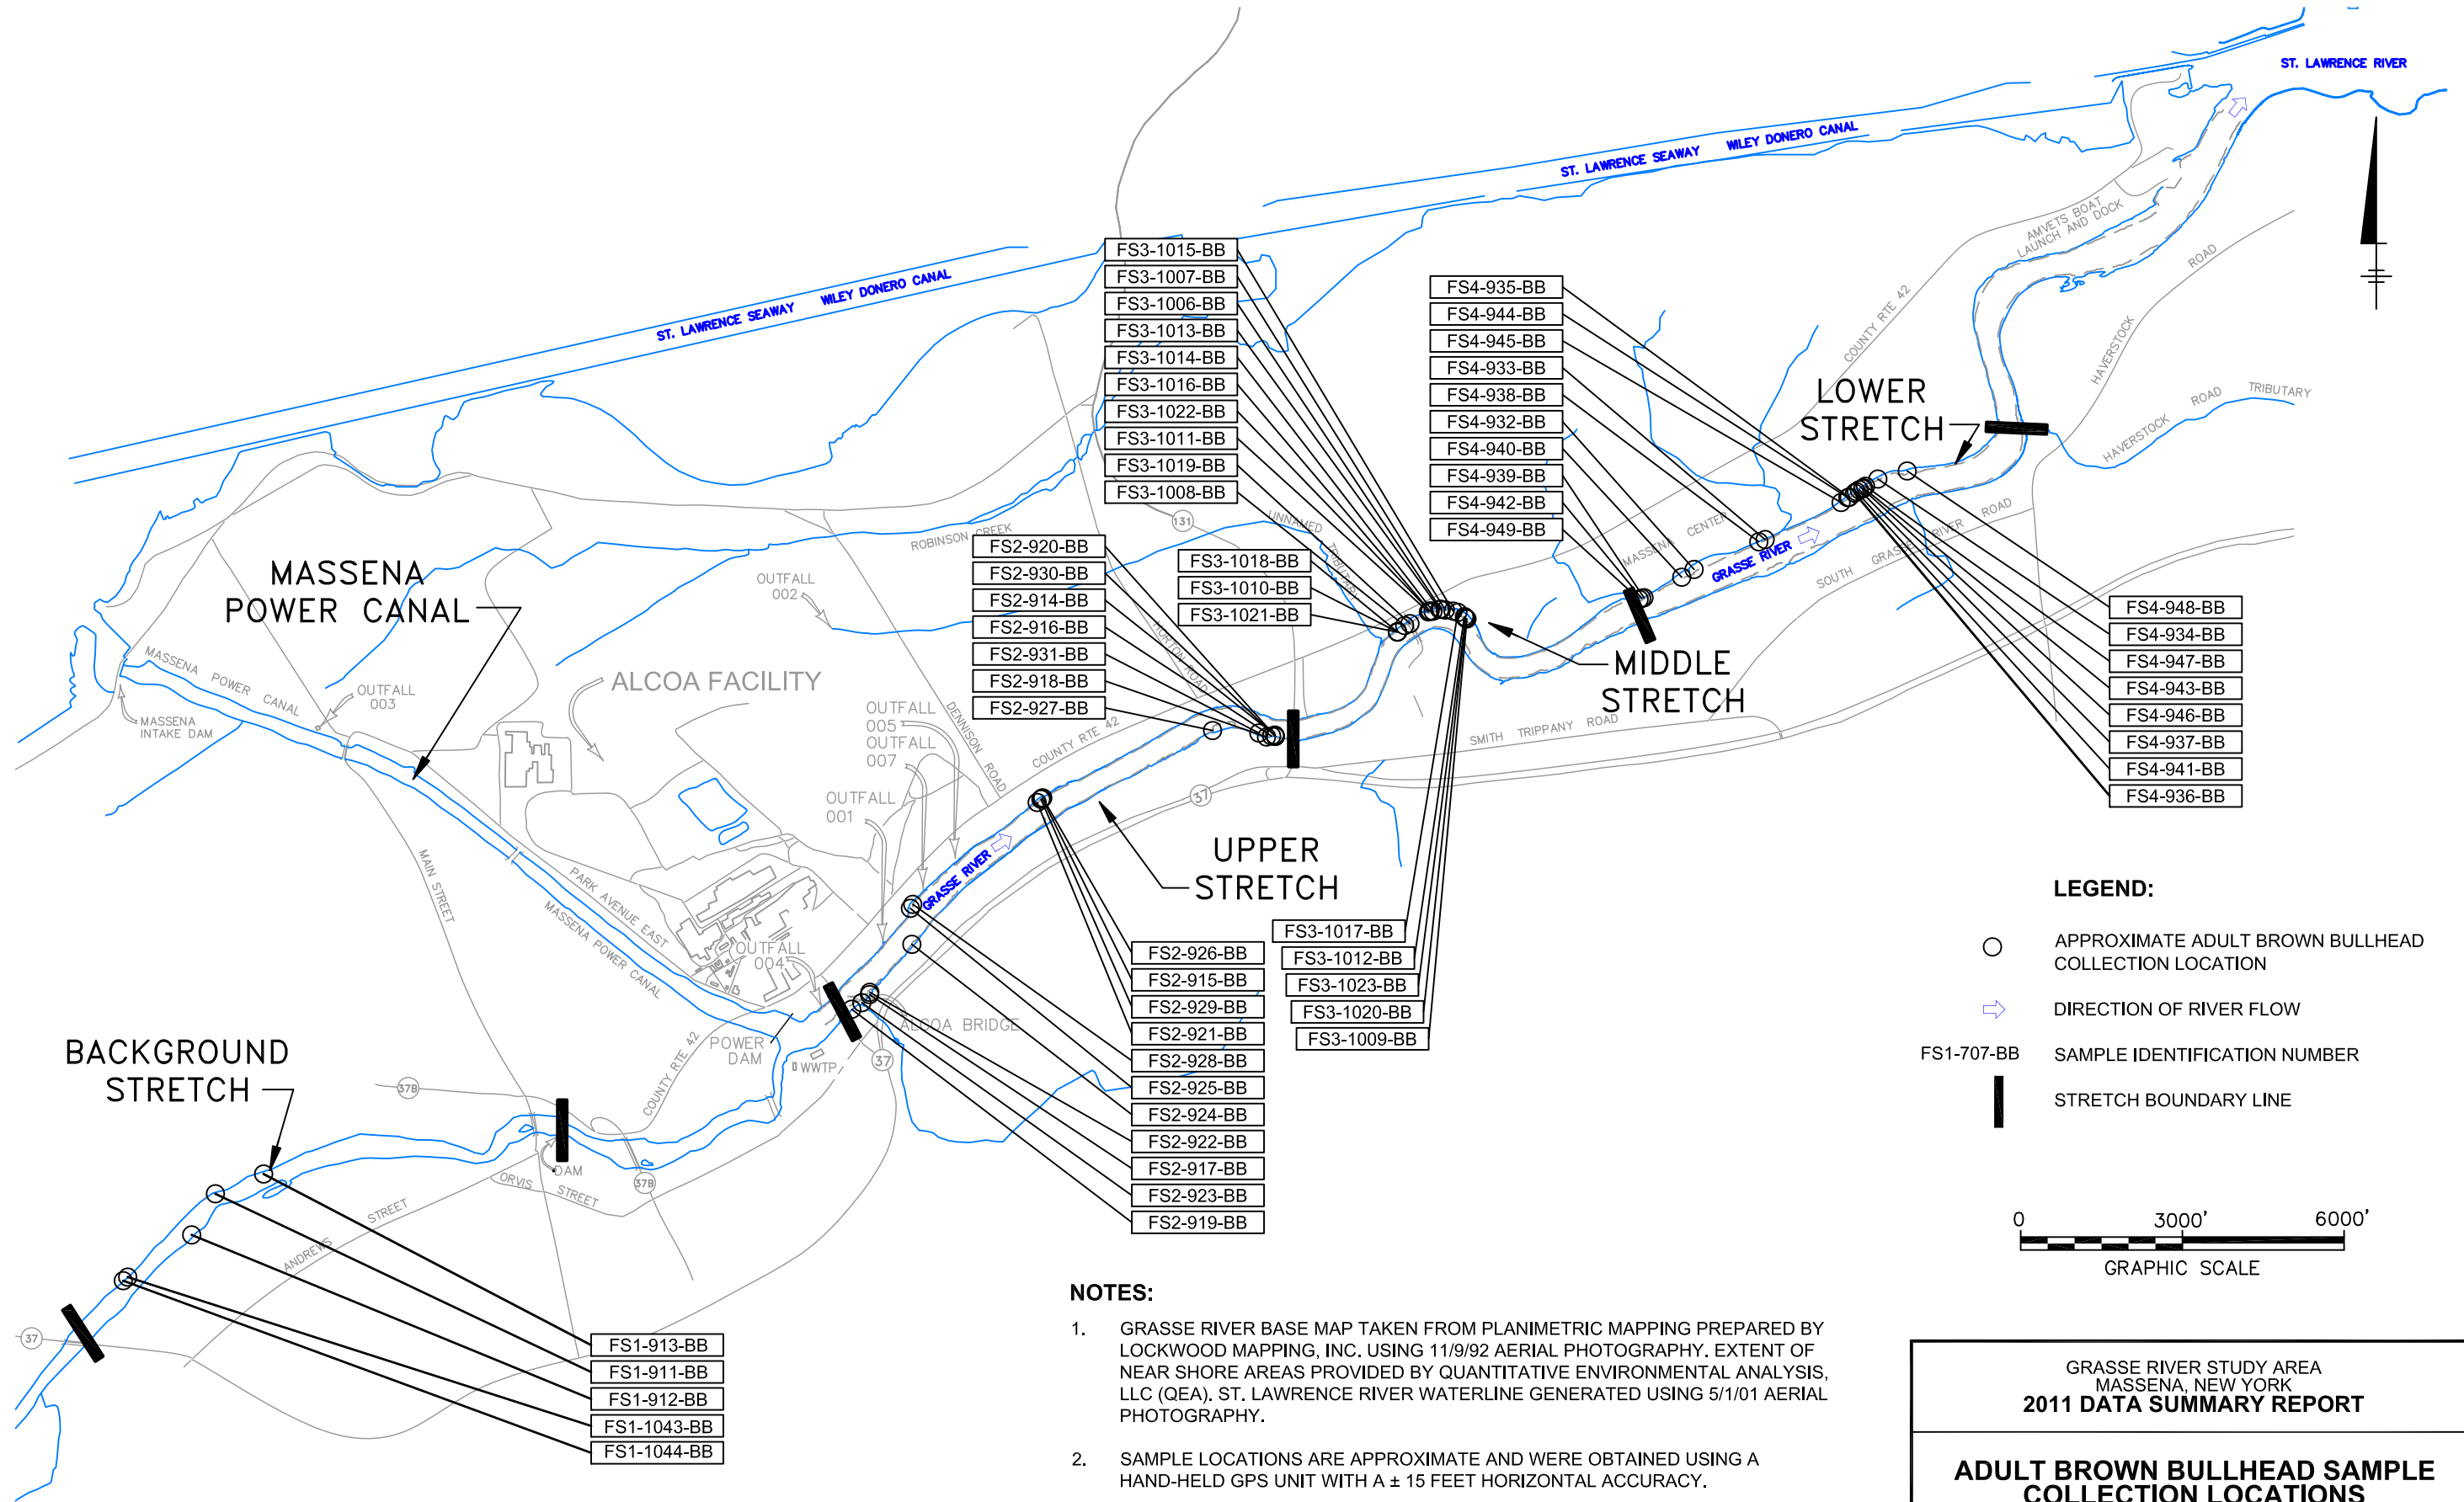 ST. LAWRENCE RIVER
ST. LAWRENCE SEAWAY WILEY DONERO CANAL
ST. LAWRENCE SEAWAY WILEY DONERO CANAL
AMVETS BOAT
LAUNCH AND DOCK
HAVERSTOCK ROAD
COUNTY RTE 42
HAVERSTOCK ROAD TRIBUTARY
FS3-1015-BB
FS3-1007-BB
FS3-1006-BB
FS3-1013-BB
FS3-1014-BB
FS3-1016-BB
FS3-1022-BB
FS3-1011-BB
FS3-1019-BB
FS3-1008-BB
FS4-935-BB
FS4-944-BB
FS4-945-BB
FS4-933-BB
FS4-938-BB
FS4-932-BB
FS4-940-BB
FS4-939-BB
FS4-942-BB
FS4-949-BB
LOWER
STRETCH
131
UNNAMED TRIBUTARY
ROBINSON CREEK
MASSENA CENTER
GRASSE RIVER
SOUTH GRASSE RIVER ROAD
FS2-920-BB
FS2-930-BB
FS2-914-BB
FS2-916-BB
FS2-931-BB
FS2-918-BB
FS2-927-BB
FS3-1018-BB
FS3-1010-BB
FS3-1021-BB
HORTON ROAD
MASSENA
POWER CANAL
OUTFALL
002
MASSENA POWER CANAL
OUTFALL
003
MASSENA
INTAKE DAM
ALCOA FACILITY
OUTFALL
005
OUTFALL
007
OUTFALL
001
DENNISON ROAD
COUNTY RTE 42
MIDDLE
STRETCH
SMITH TRIPPANY ROAD
37
FS4-948-BB
FS4-934-BB
FS4-947-BB
FS4-943-BB
FS4-946-BB
FS4-937-BB
FS4-941-BB
FS4-936-BB
UPPER
STRETCH
GRASSE RIVER
MAIN STREET
PARK AVENUE EAST
MASSENA POWER CANAL
OUTFALL
004
ALCOA BRIDGE
POWER
DAM
WWTP
37
COUNTY RTE 42
FS2-926-BB
FS2-915-BB
FS2-929-BB
FS2-921-BB
FS2-928-BB
FS2-925-BB
FS2-924-BB
FS2-922-BB
FS2-917-BB
FS2-923-BB
FS2-919-BB
FS3-1017-BB
FS3-1012-BB
FS3-1023-BB
FS3-1020-BB
FS3-1009-BB
BACKGROUND
STRETCH
37B
DAM
ORVIS STREET
37B
ANDREWS STREET
37
FS1-913-BB
FS1-911-BB
FS1-912-BB
FS1-1043-BB
FS1-1044-BB
LEGEND:
APPROXIMATE ADULT BROWN BULLHEAD
COLLECTION LOCATION
DIRECTION OF RIVER FLOW
FS1-707-BB SAMPLE IDENTIFICATION NUMBER
STRETCH BOUNDARY LINE
0 3000' 6000'
GRAPHIC SCALE
NOTES:
1. GRASSE RIVER BASE MAP TAKEN FROM PLANIMETRIC MAPPING PREPARED BY
LOCKWOOD MAPPING, INC. USING 11/9/92 AERIAL PHOTOGRAPHY. EXTENT OF
NEAR SHORE AREAS PROVIDED BY QUANTITATIVE ENVIRONMENTAL ANALYSIS,
LLC (QEA). ST. LAWRENCE RIVER WATERLINE GENERATED USING 5/1/01 AERIAL
PHOTOGRAPHY.
2. SAMPLE LOCATIONS ARE APPROXIMATE AND WERE OBTAINED USING A
HAND-HELD GPS UNIT WITH A ± 15 FEET HORIZONTAL ACCURACY.
GRASSE RIVER STUDY AREA
MASSENA, NEW YORK
2011 DATA SUMMARY REPORT
ADULT BROWN BULLHEAD SAMPLE
COLLECTION LOCATIONS